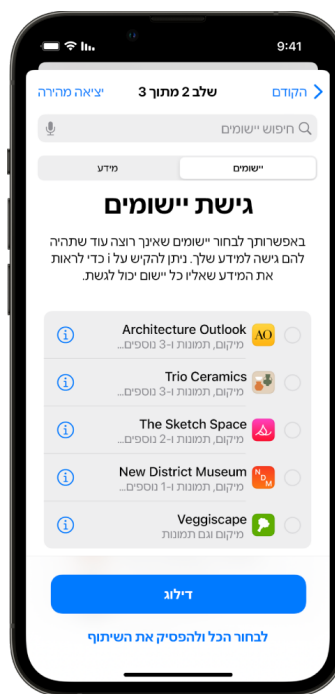 9:41
הקודם
שלב 2 מתוך 3
יציאה מהירה
חיפוש יישומים
יישומים
מידע
גישת יישומים
באפשרותך לבחור יישומים שאינך רוצה עוד שתהיה
להם גישה למידע שלך. ניתן להקיש על i כדי לראות
את המידע שאליו כל יישום יכול לגשת.
AO
Architecture Outlook
מיקום, תמונות ו-3 נוספים...
Trio Ceramics
מיקום, תמונות ו-3 נוספים...
The Sketch Space
מיקום, תמונות ו-2 נוספים...
NDM
New District Museum
מיקום, תמונות ו-1 נוספים...
Veggiscape
מיקום וגם תמונות
דילוג
לבחור הכל ולהפסיק את השיתוף